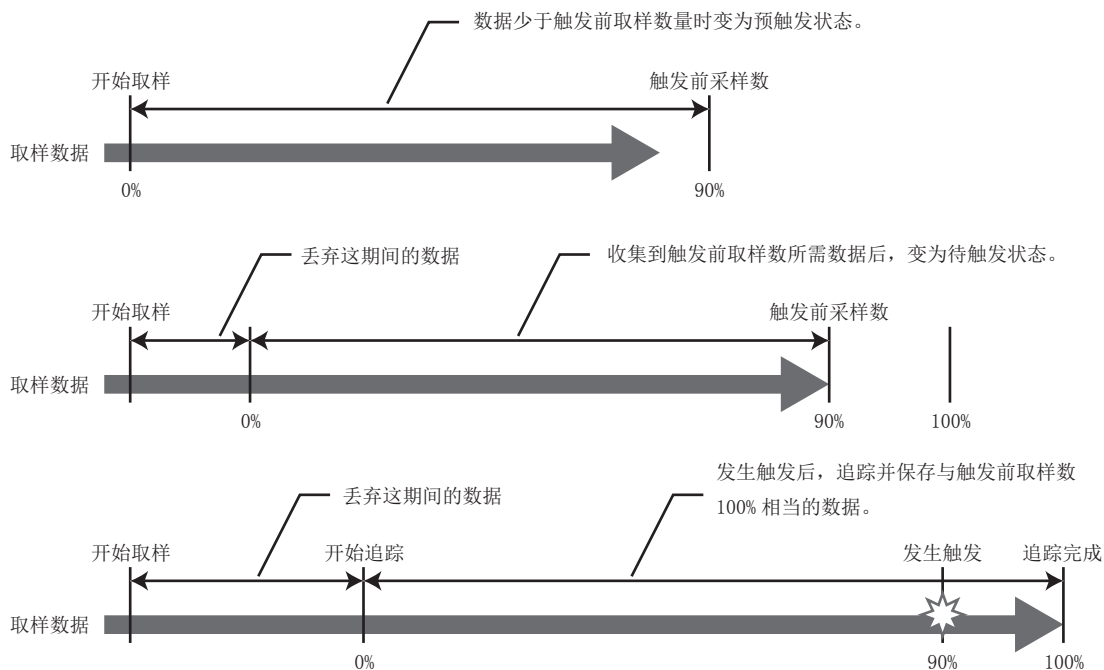 数据少于触发前取样数量时变为预触发状态。
开始取样
触发前采样数
取样数据
0%
90%
丢弃这期间的数据
收集到触发前取样数所需数据后，变为待触发状态。
开始取样
触发前采样数
取样数据
0%
90%
100%
发生触发后，追踪并保存与触发前取样数
100% 相当的数据。
丢弃这期间的数据
开始取样
开始追踪
发生触发
追踪完成
取样数据
0%
90%
100%